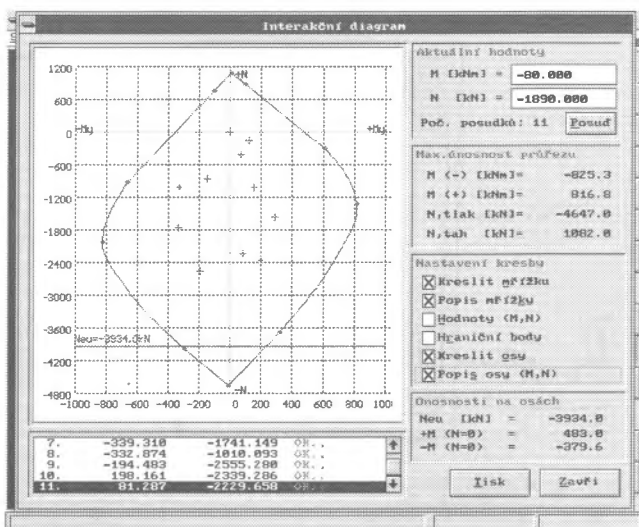 Interakční diagram
1200
600
0
-600
-1200
-1800
-2400
-3000
-3600
-4200
-4800
+N
-My
+My
Neu=-3934.0kN
-N
-1000 -800 -600 -400 -200 0 200 400 600 800 100
7. -339.310 -1741.149 OK..
8. -332.874 -1010.093 OK..
9. -194.483 -2555.280 OK..
10. 198.161 -2339.286 OK..
11. 81.287 -2229.658 OK..
Aktuální hodnoty
M [kNm] = -80.000
N [kN] = -1890.000
Poč. posudků: 11 Posuď
Max.únosnost průřezu
M (-) [kNm]= -825.3
M (+) [kNm]= 816.8
N,tlak [kN]= -4647.0
N,tah [kN]= 1082.0
Nastavení kresby
Kreslit mřížku
Popis mřížky
Hodnoty (M,N)
Hraniční body
Kreslit osy
Popis osy (M,N)
Únosnosti na osách
Neu [kN] = -3934.0
+M (N=0) = 483.0
-M (N=0) = -379.6
Tisk
Zavři